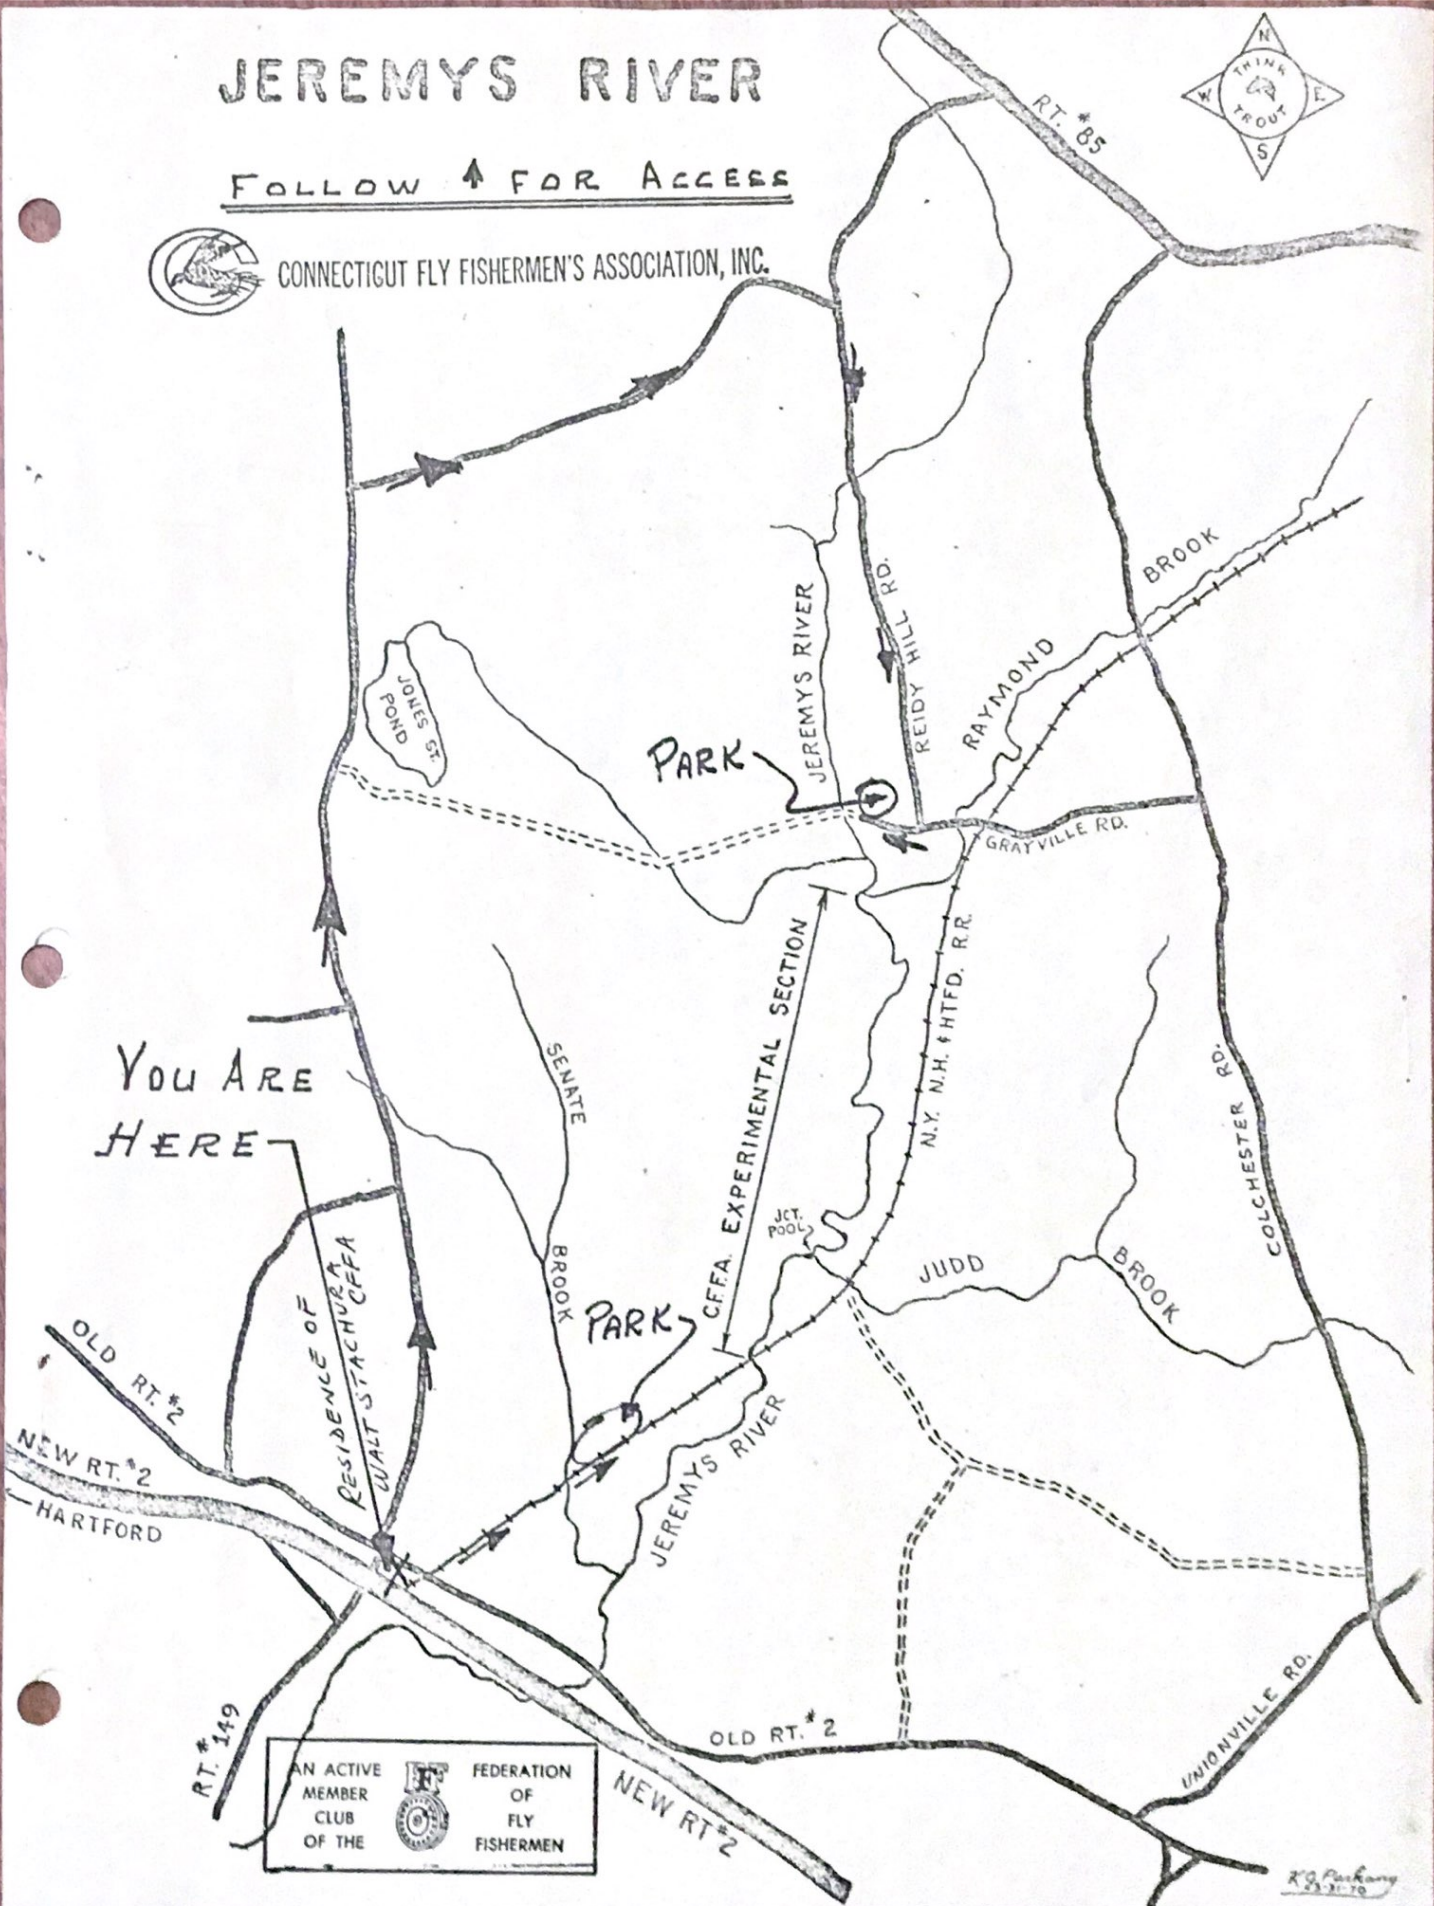 JEREMYS RIVER
FOLLOW FOR ACCESS
CONNECTICUT FLY FISHERMEN'S ASSOCIATION, INC.
N
W
E
S
THINK
TROUT
RT. #85
BROOK
RAYMOND
REIDY HILL RD.
JEREMYS RIVER
JONES ST.
POND
PARK
GRAYVILLE RD.
C.F.F.A. EXPERIMENTAL SECTION
N.Y. N.H. & HTFD. R.R.
SENATE
BROOK
YOU ARE
HERE
COLCHESTER RD.
JCT.
POOL
JUDD
BROOK
PARK
RESIDENCE OF
WALT STACHURA
CFFA
OLD RT. #2
NEW RT. #2
HARTFORD
JEREMYS RIVER
UNIONVILLE RD.
OLD RT. #2
RT. # 149
NEW RT #2
AN ACTIVE
MEMBER
CLUB
OF THE
FFF
FEDERATION
OF
FLY
FISHERMEN